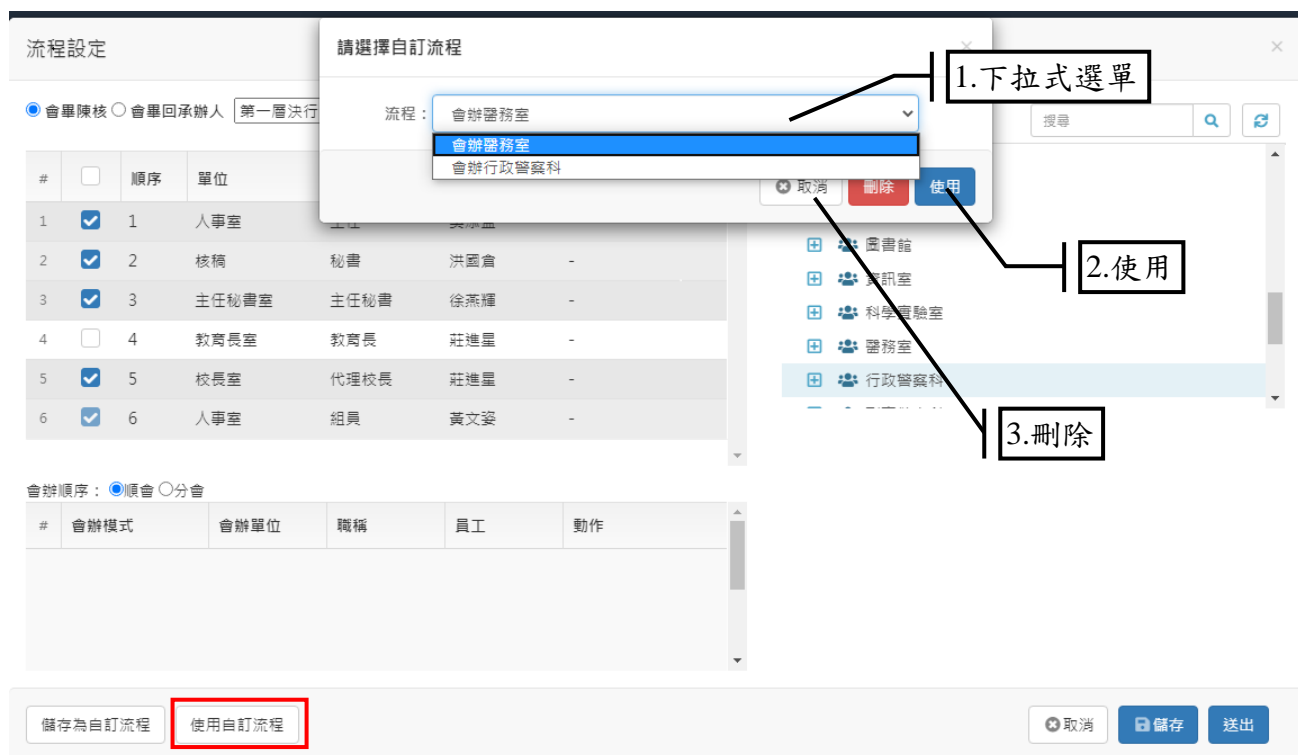 流程設定
請選擇自訂流程
1.下拉式選單
會畢陳核 會畢回承辦人 第一層決行
流程：
會辦醫務室
搜尋
會辦醫務室
會辦行政警察科
取消 刪除 使用
# 順序 單位
1 1 人事室
2 2 核稿 秘書 洪國倉 -
3 3 主任秘書室 主任秘書 徐燕輝 -
4 4 教育長室 教育長 莊進星 -
5 5 校長室 代理校長 莊進星 -
6 6 人事室 組員 黃文姿 -
圖書館
資訊室
科學實驗室
醫務室
行政警察科
2.使用
3.刪除
會辦順序： 順會 分會
# 會辦模式 會辦單位 職稱 員工 動作
儲存為自訂流程 使用自訂流程
取消 儲存 送出